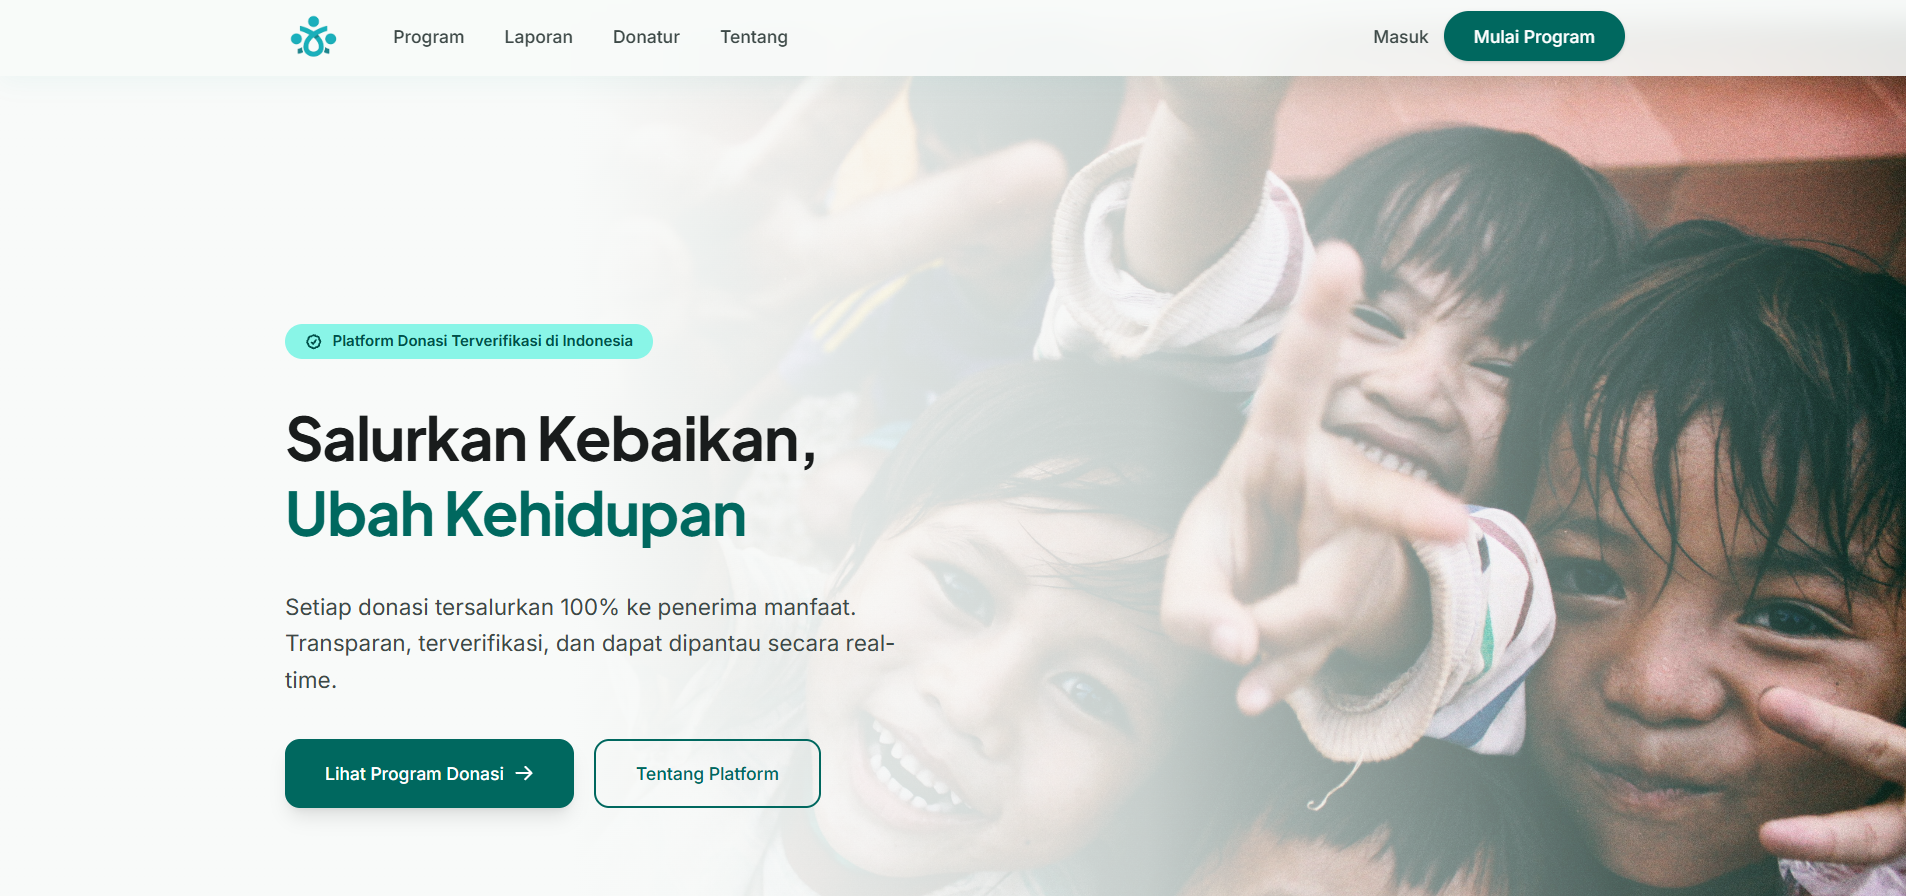 Program
Laporan
Donatur
Tentang
Masuk
Mulai Program
Platform Donasi Terverifikasi di Indonesia
Salurkan Kebaikan,
Ubah Kehidupan
Setiap donasi tersalurkan 100% ke penerima manfaat.
Transparan, terverifikasi, dan dapat dipantau secara real-
time.
Lihat Program Donasi →
Tentang Platform